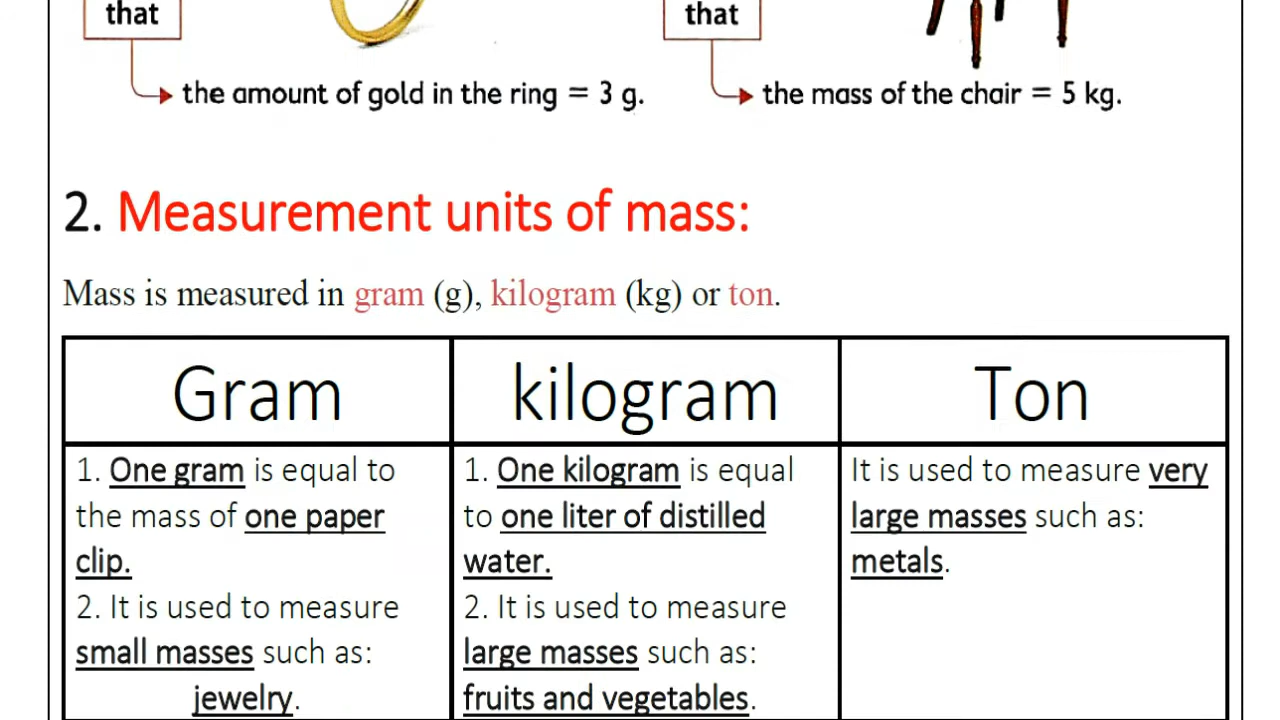 that
that
the amount of gold in the ring = 3 g.
the mass of the chair = 5 kg.
2. Measurement units of mass:
Mass is measured in gram (g), kilogram (kg) or ton.
Gram
kilogram
Ton
1. One gram is equal to
the mass of one paper
clip.
2. It is used to measure
small masses such as:
jewelry.
1. One kilogram is equal
to one liter of distilled
water.
2. It is used to measure
large masses such as:
fruits and vegetables.
It is used to measure very
large masses such as:
metals.